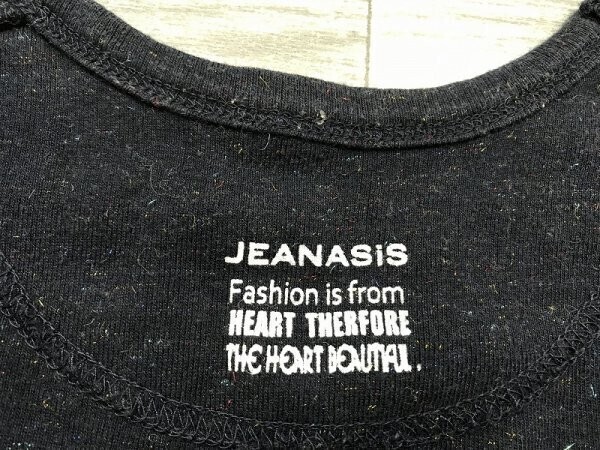 JEANASiS
Fashion is from
HEART THERFORE
THE HEART BEAUTIFUL.